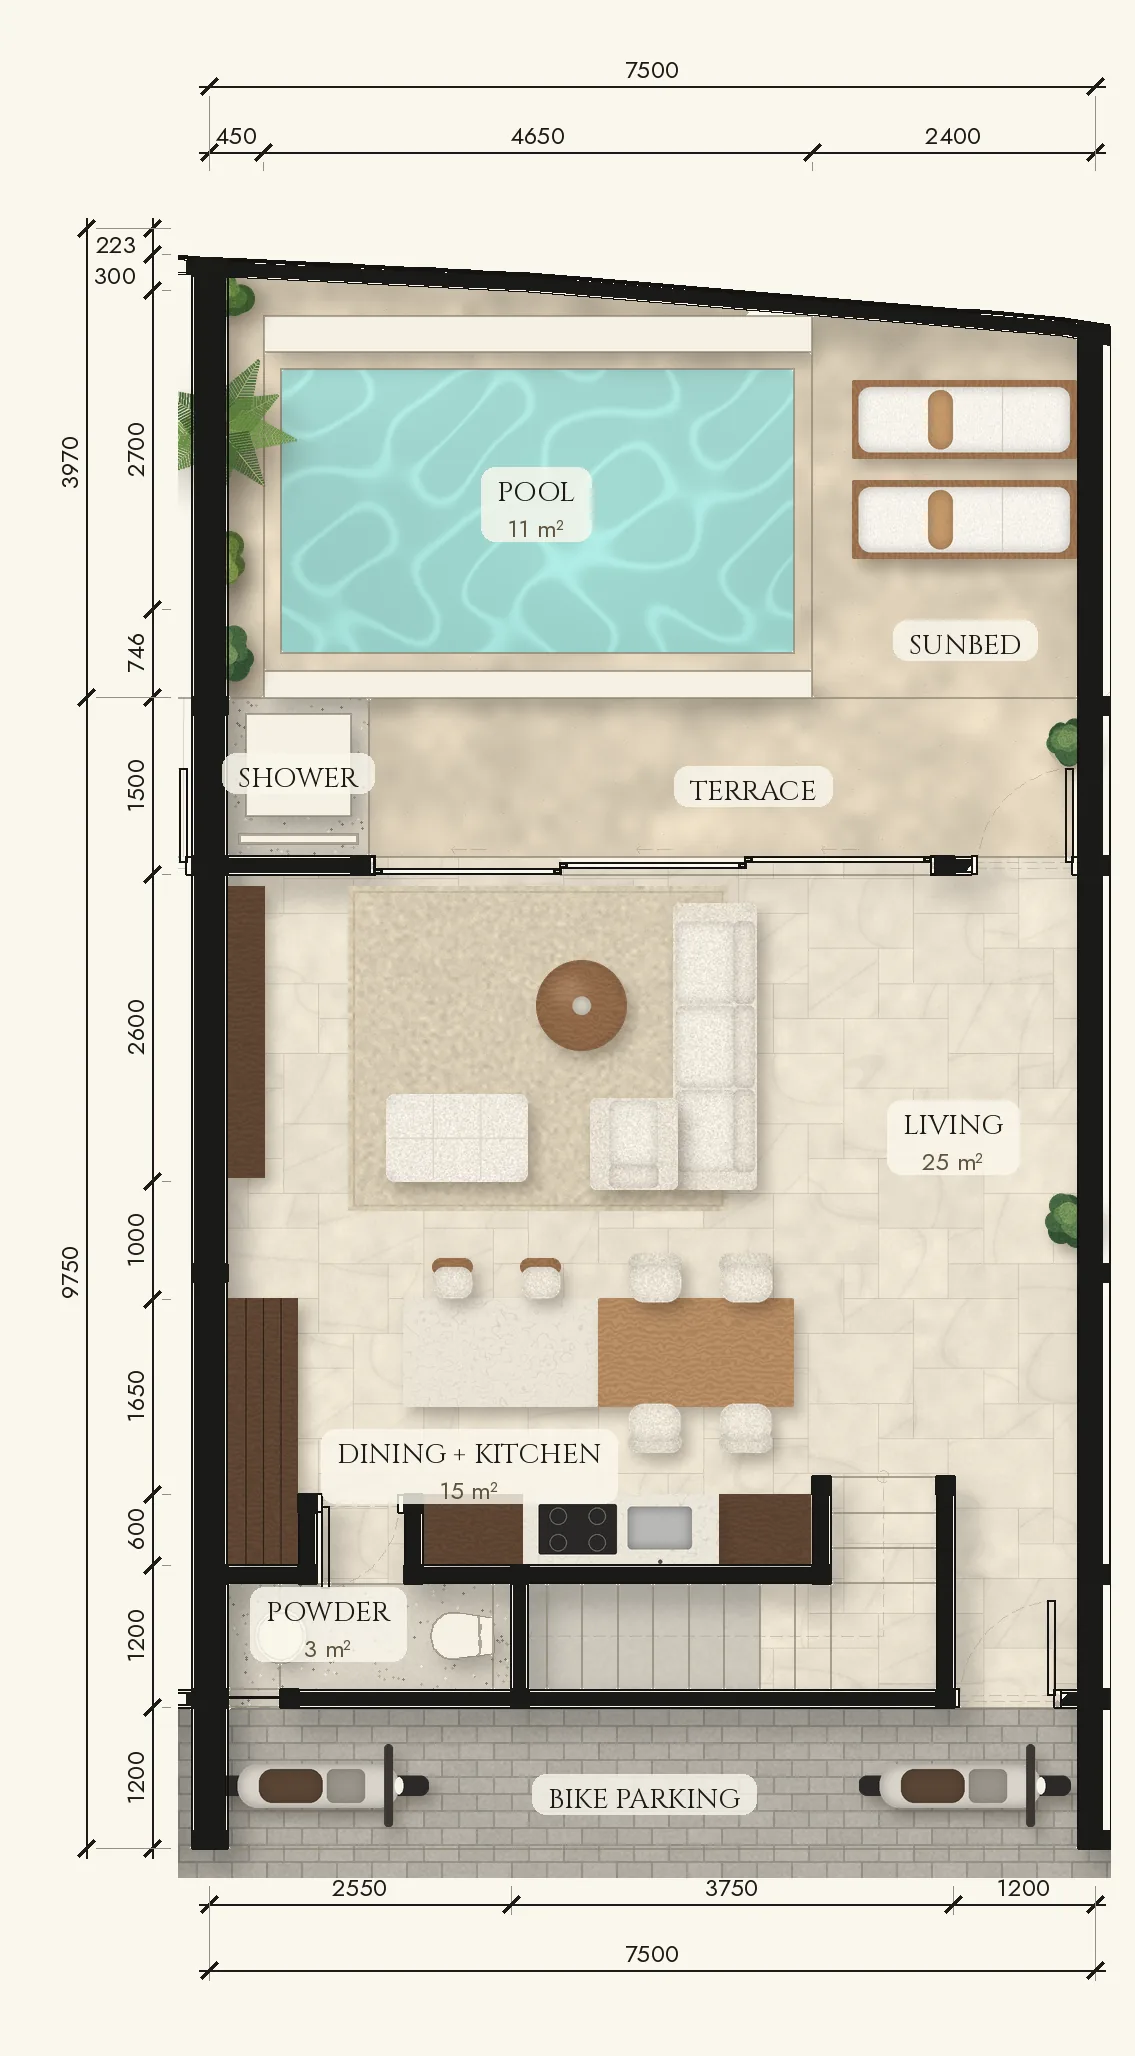 7500
450
4650
2400
223
300
3970
2700
746
1500
9750
2600
1000
1650
600
1200
1200
POOL
11 m²
SUNBED
SHOWER
TERRACE
LIVING
25 m²
DINING + KITCHEN
15 m²
POWDER
3 m²
BIKE PARKING
2550
3750
1200
7500